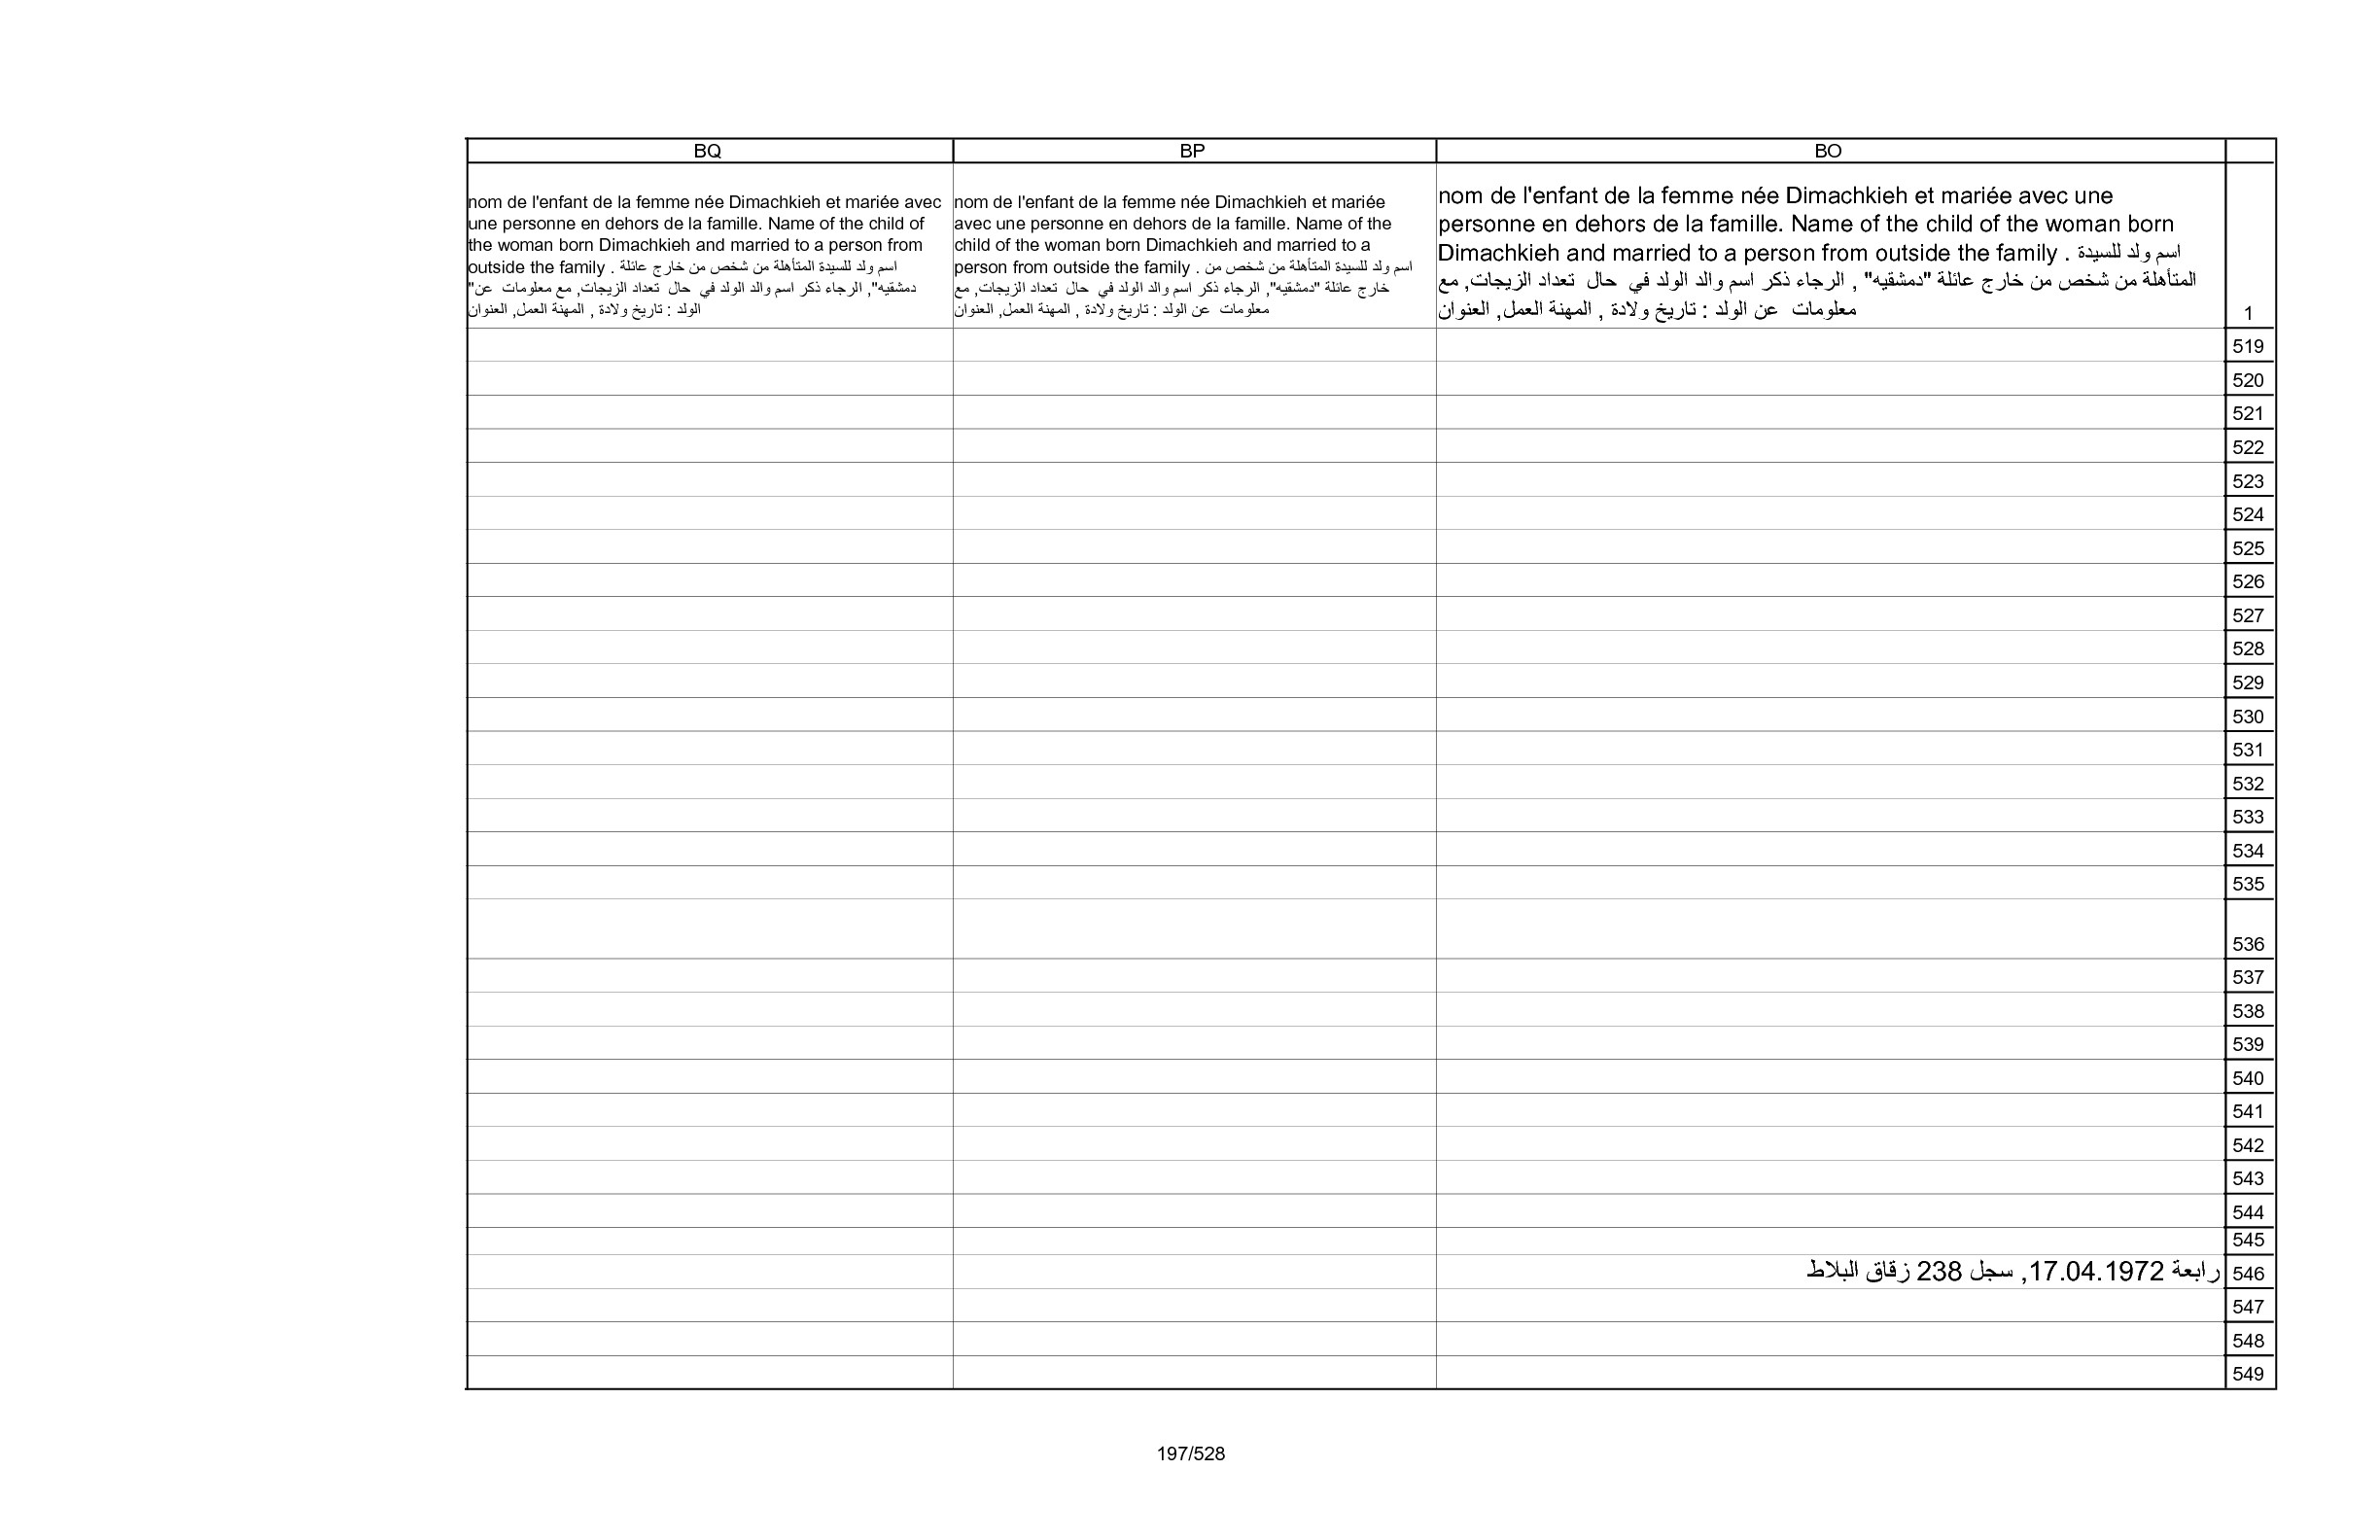 BQ
BP
BO
nom de l'enfant de la femme née Dimachkieh et mariée avec
une personne en dehors de la famille. Name of the child of
the woman born Dimachkieh and married to a person from
outside the family . اسم ولد للسيدة المتأهلة من شخص من خارج عائلة
"دمشقيه", الرجاء ذكر اسم والد الولد في حال تعداد الزيجات, مع معلومات عن
الولد : تاريخ ولادة , المهنة العمل, العنوان
nom de l'enfant de la femme née Dimachkieh et mariée
avec une personne en dehors de la famille. Name of the
child of the woman born Dimachkieh and married to a
person from outside the family . اسم ولد للسيدة المتأهلة من شخص من
خارج عائلة "دمشقيه", الرجاء ذكر اسم والد الولد في حال تعداد الزيجات, مع
معلومات عن الولد : تاريخ ولادة , المهنة العمل, العنوان
nom de l'enfant de la femme née Dimachkieh et mariée avec une
personne en dehors de la famille. Name of the child of the woman born
Dimachkieh and married to a person from outside the family . اسم ولد للسيدة
المتأهلة من شخص من خارج عائلة "دمشقيه" , الرجاء ذكر اسم والد الولد في حال تعداد الزيجات, مع
معلومات عن الولد : تاريخ ولادة , المهنة العمل, العنوان
1
519
520
521
522
523
524
525
526
527
528
529
530
531
532
533
534
535
536
537
538
539
540
541
542
543
544
545
رابعة 17.04.1972, سجل 238 زقاق البلاط
546
547
548
549
197/528